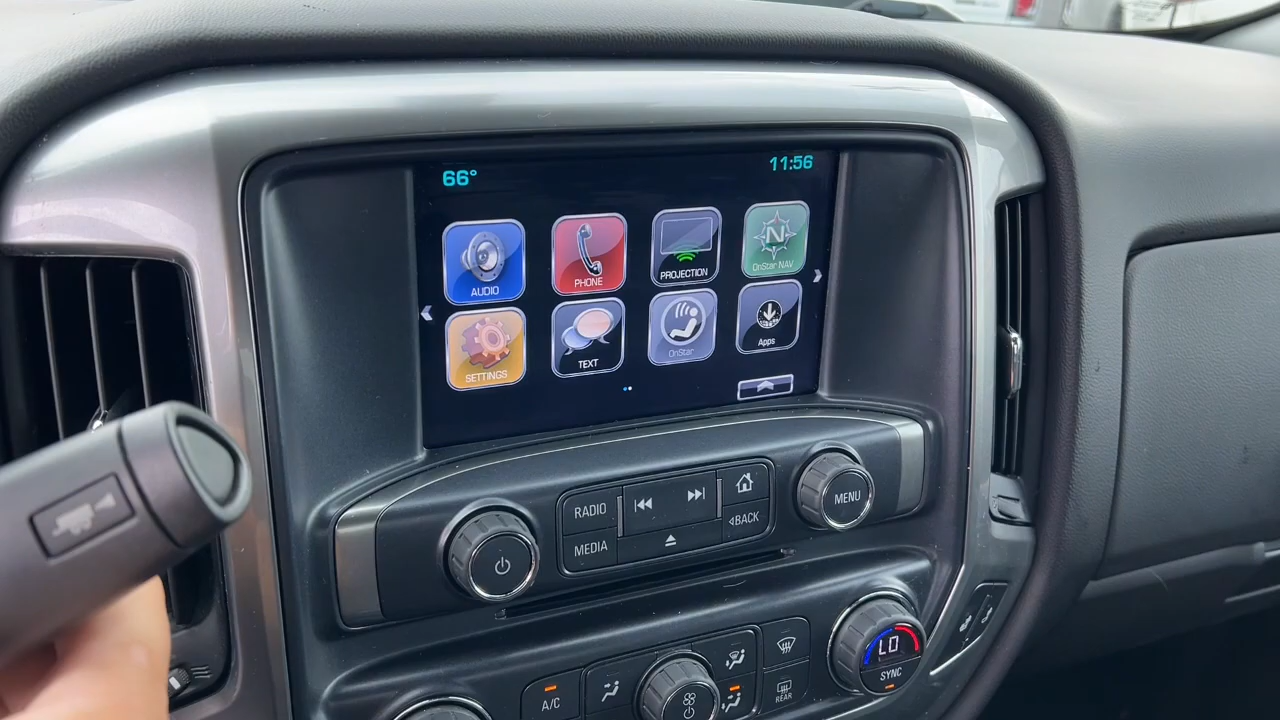 66°
11:56
AUDIO
PHONE
PROJECTION
N
OnStar NAV
SETTINGS
TEXT
OnStar
Apps
RADIO
MEDIA
BACK
MENU
A/C
REAR
LO
SYNC